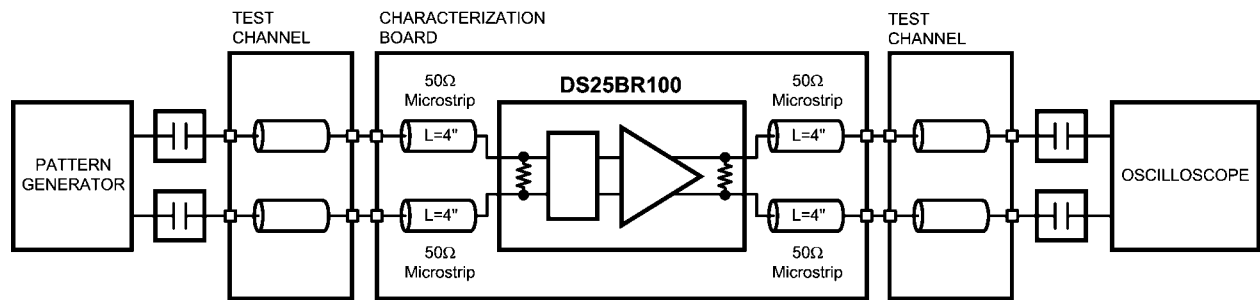 TEST
CHANNEL
CHARACTERIZATION
BOARD
TEST
CHANNEL
50Ω
Microstrip
DS25BR100
50Ω
Microstrip
L=4"
L=4"
PATTERN
GENERATOR
OSCILLOSCOPE
L=4"
L=4"
50Ω
Microstrip
50Ω
Microstrip